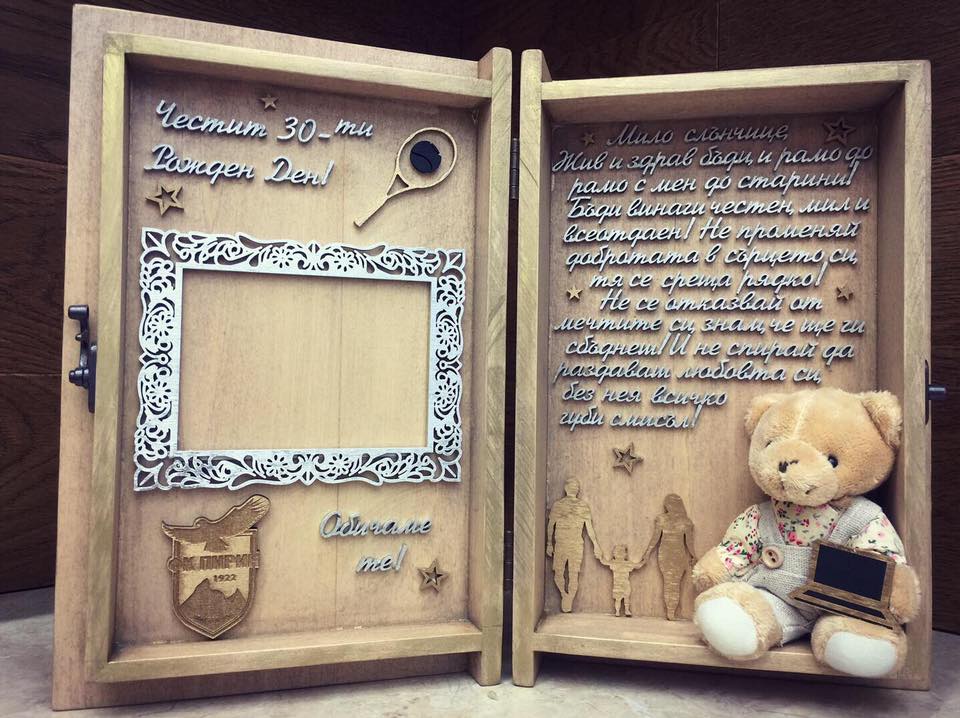 Честит 30-ти
Рожден Ден!
ФК ПИРИН
1922
Обичаме
те!
Мило слънчице,
Жив и здрав бъди, и рамо до
рамо с мен до старини!
Бъди винаги честен, мил и
всеотдаен! Не променяй
добротата в сърцето си,
тя се среща рядко!
Не се отказвай от
мечтите си, знам, че ще ги
сбъднеш! И не спирай да
раздаваш любовта си,
без нея всичко
губи смисъл!